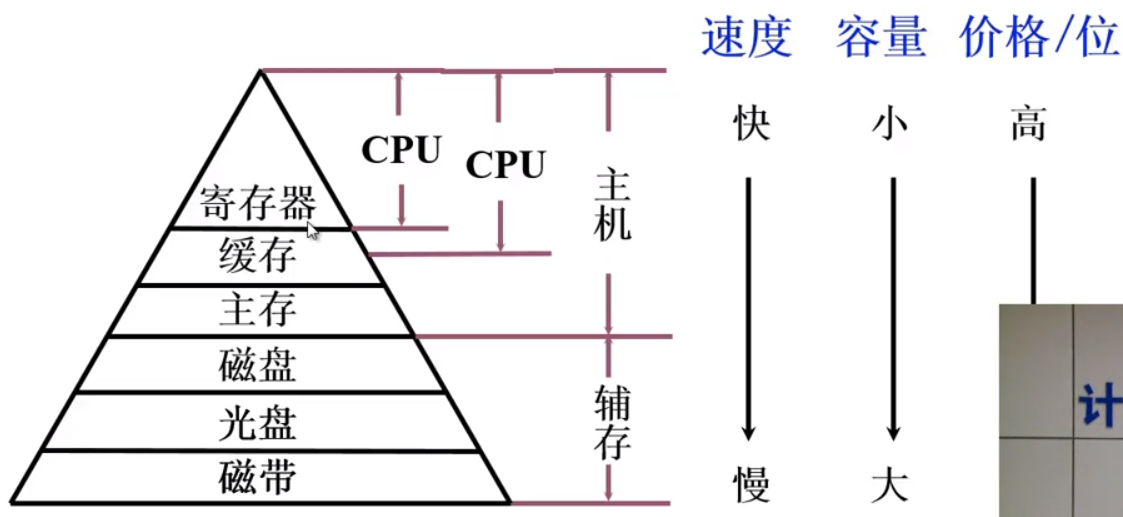 速度 容量 价格/位
快 小 高
CPU CPU
主机
寄存器
缓存
主存
磁盘
辅存
光盘
计
磁带
慢 大